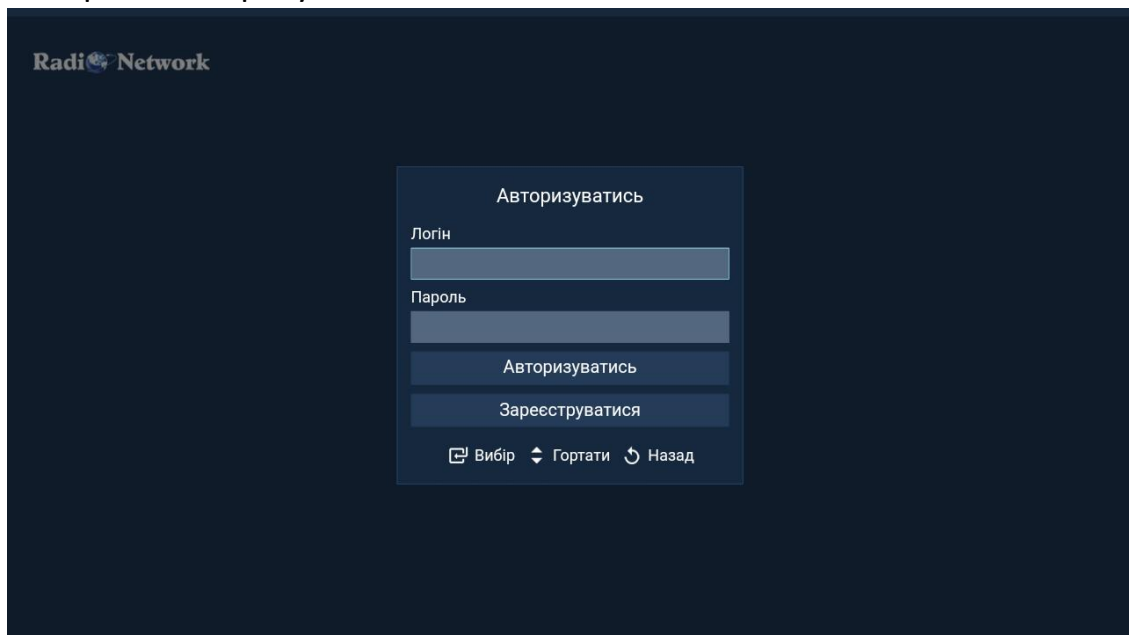 Radi Network
Авторизуватись
Логін
Пароль
Авторизуватись
Зареєструватися
Вибір Гортати Назад